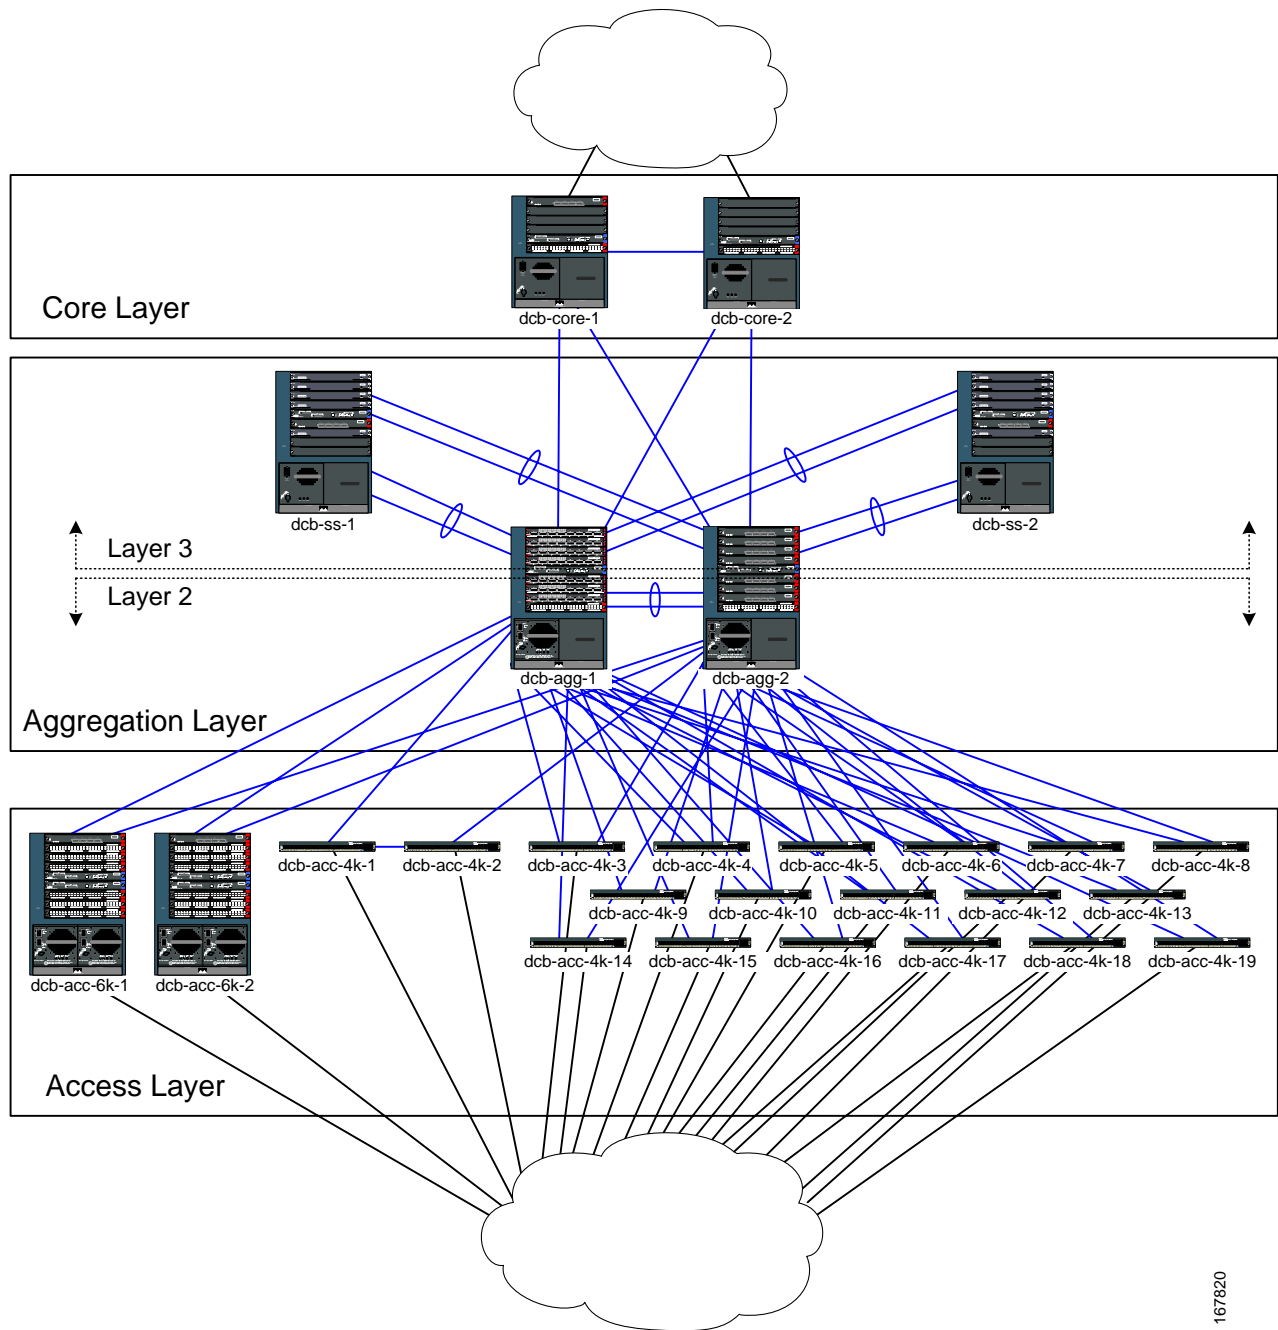 dcb-core-1
dcb-core-2
Core Layer
dcb-ss-1
dcb-ss-2
Layer 3
Layer 2
dcb-agg-1
dcb-agg-2
Aggregation Layer
dcb-acc-4k-1
dcb-acc-4k-2
dcb-acc-4k-3
dcb-acc-4k-4
dcb-acc-4k-5
dcb-acc-4k-6
dcb-acc-4k-7
dcb-acc-4k-8
dcb-acc-4k-9
dcb-acc-4k-10
dcb-acc-4k-11
dcb-acc-4k-12
dcb-acc-4k-13
dcb-acc-4k-14
dcb-acc-4k-15
dcb-acc-4k-16
dcb-acc-4k-17
dcb-acc-4k-18
dcb-acc-4k-19
dcb-acc-6k-1
dcb-acc-6k-2
Access Layer
167820